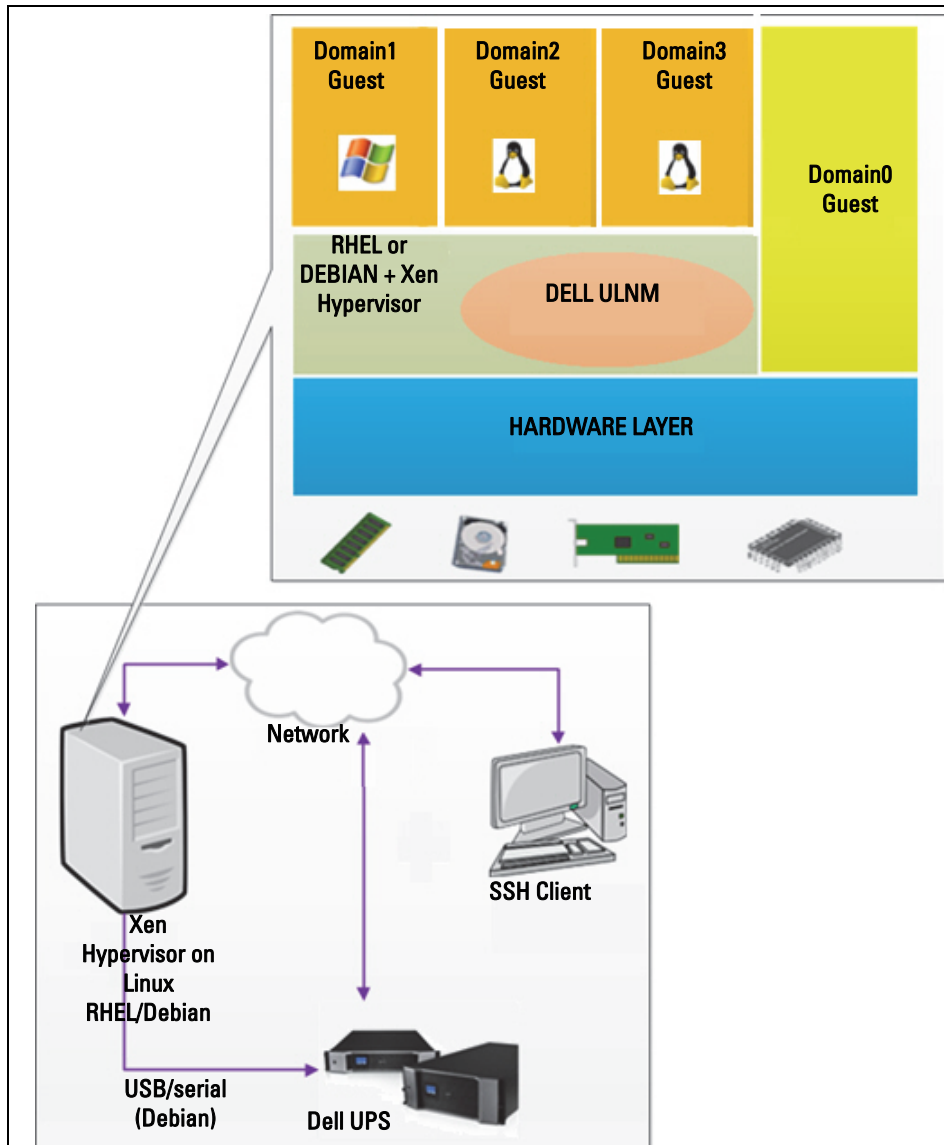 Domain1
Guest
Domain2
Guest
Domain3
Guest
Domain0
Guest
RHEL or
DEBIAN + Xen
Hypervisor
DELL ULNM
HARDWARE LAYER
Network
SSH Client
Xen
Hypervisor on
Linux
RHEL/Debian
USB/serial
(Debian)
Dell UPS